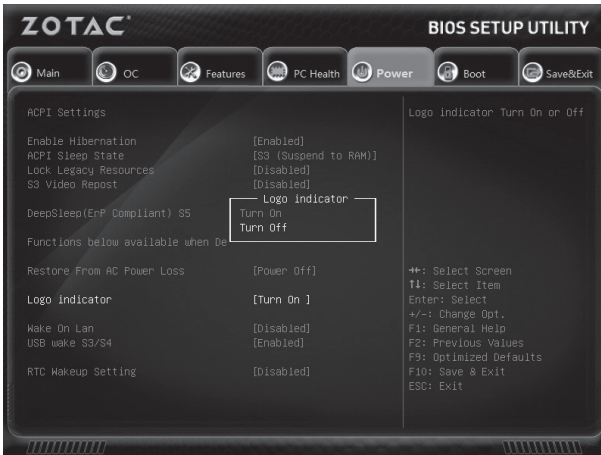 ZOTAC
BIOS SETUP UTILITY
Main
OC
Features
PC Health
Power
Boot
Save&Exit
ACPI Settings
Enable Hibernation [Enabled]
ACPI Sleep State [S3 (Suspend to RAM)]
Lock Legacy Resources [Disabled]
S3 Video Repost [Disabled]
DeepSleep(ErP Compliant) S5
Functions below available when De
Logo indicator
Turn On
Turn Off
Restore From AC Power Loss [Power Off]
Logo indicator [Turn On ]
Wake On Lan [Disabled]
USB wake S3/S4 [Enabled]
RTC Wakeup Setting [Disabled]
Logo indicator Turn On or Off
→←: Select Screen
↑↓: Select Item
Enter: Select
+/-: Change Opt.
F1: General Help
F2: Previous Values
F9: Optimized Defaults
F10: Save & Exit
ESC: Exit